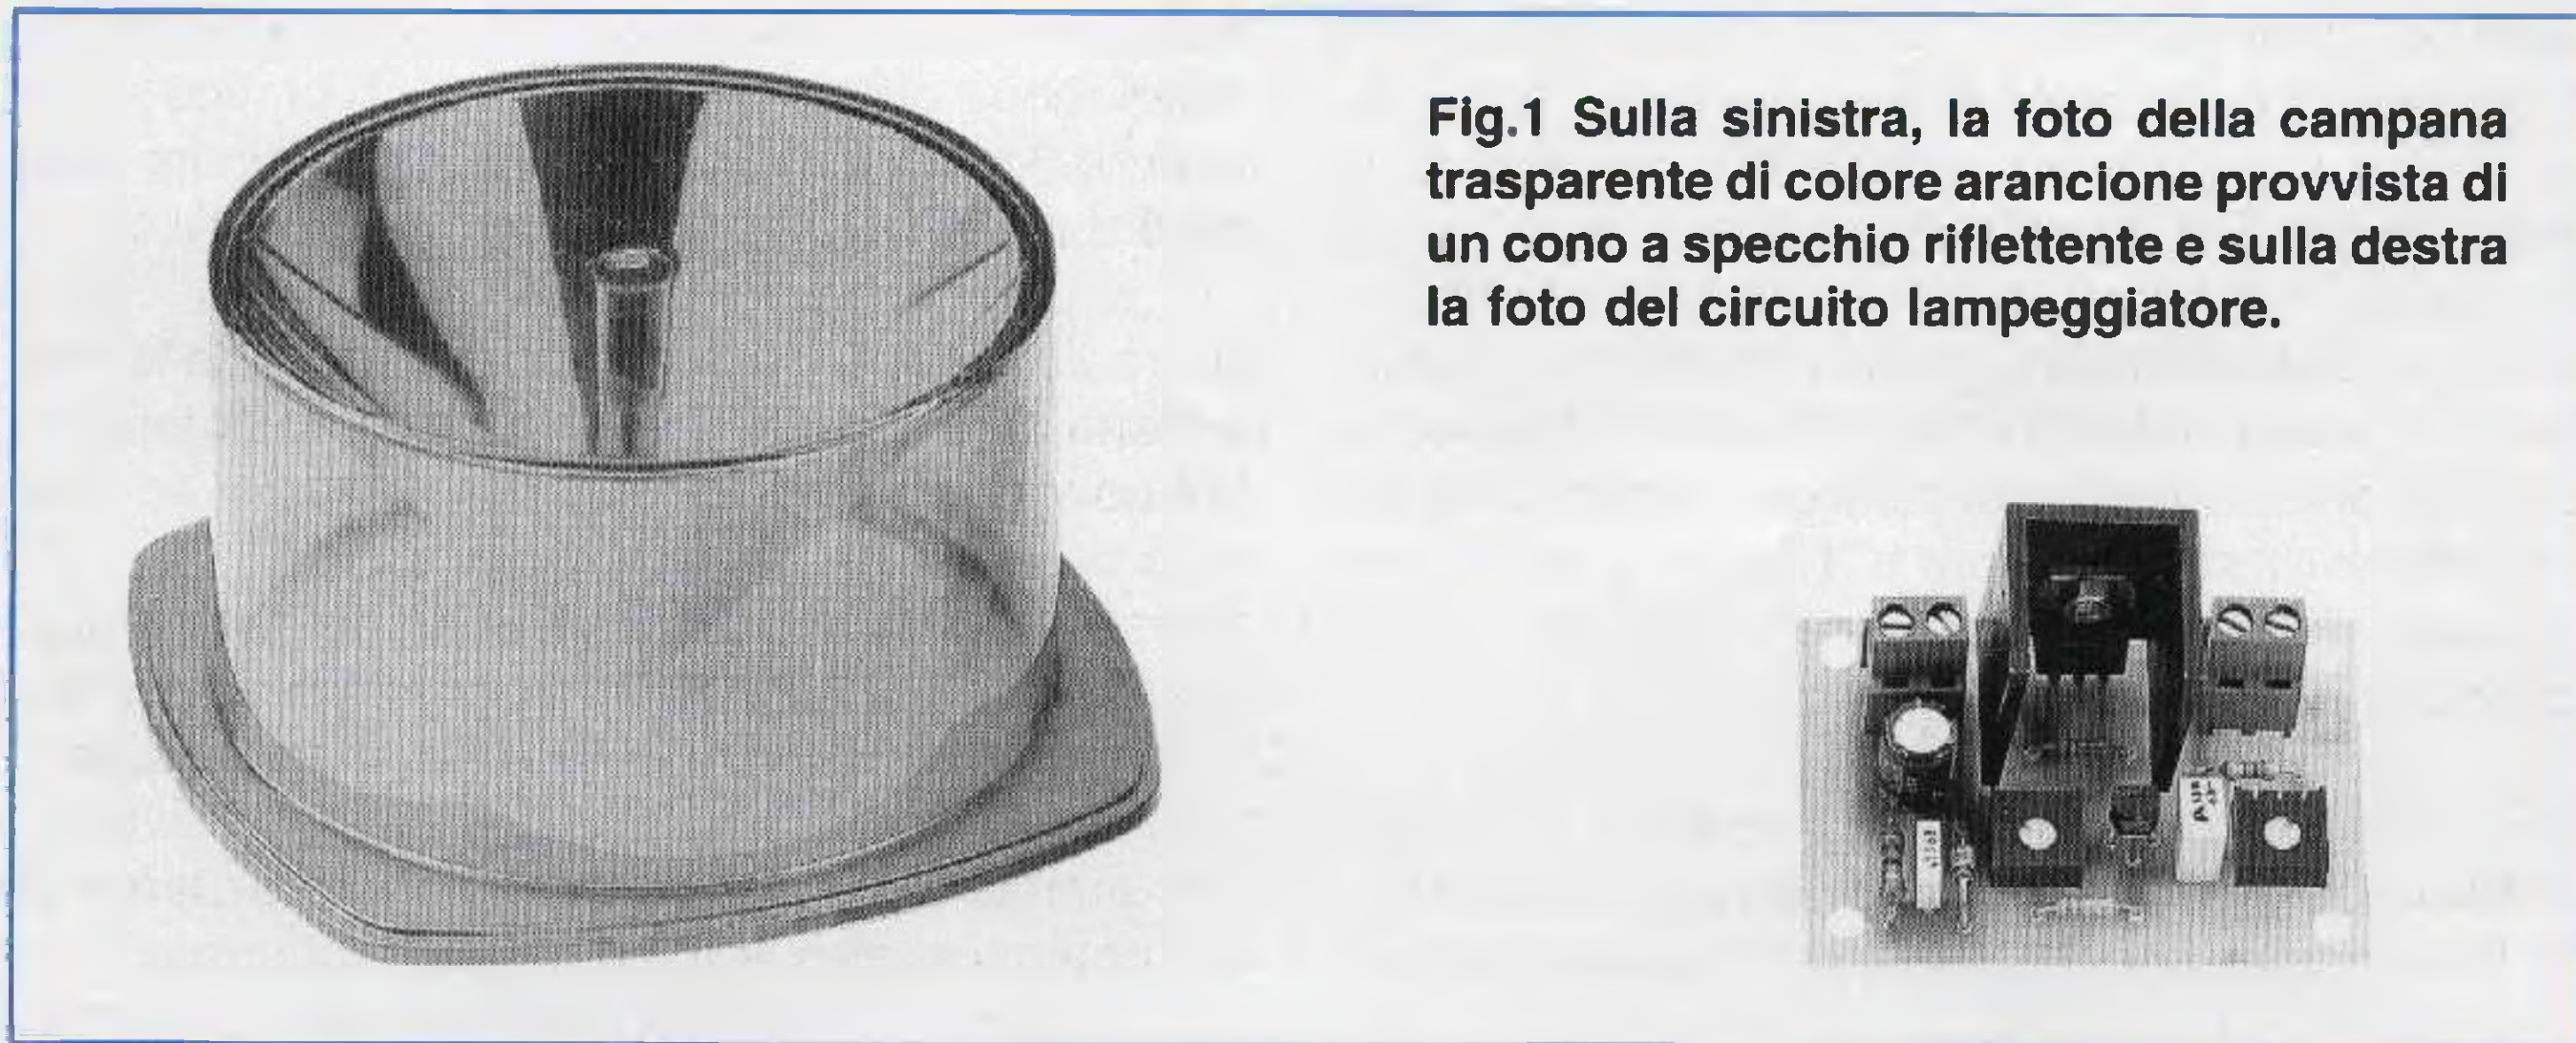 Fig.1 Sulla sinistra, la foto della campana
trasparente di colore arancione provvista di
un cono a specchio riflettente e sulla destra
la foto del circuito lampeggiatore.